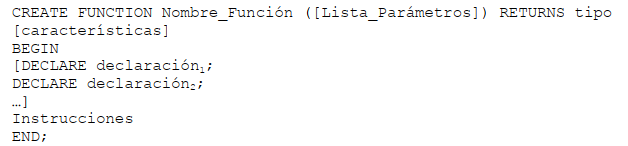 CREATE FUNCTION Nombre_Función ([Lista_Parámetros]) RETURNS tipo
[características]
BEGIN
[DECLARE declaración₁;
DECLARE declaración₂;
…]
Instrucciones
END;